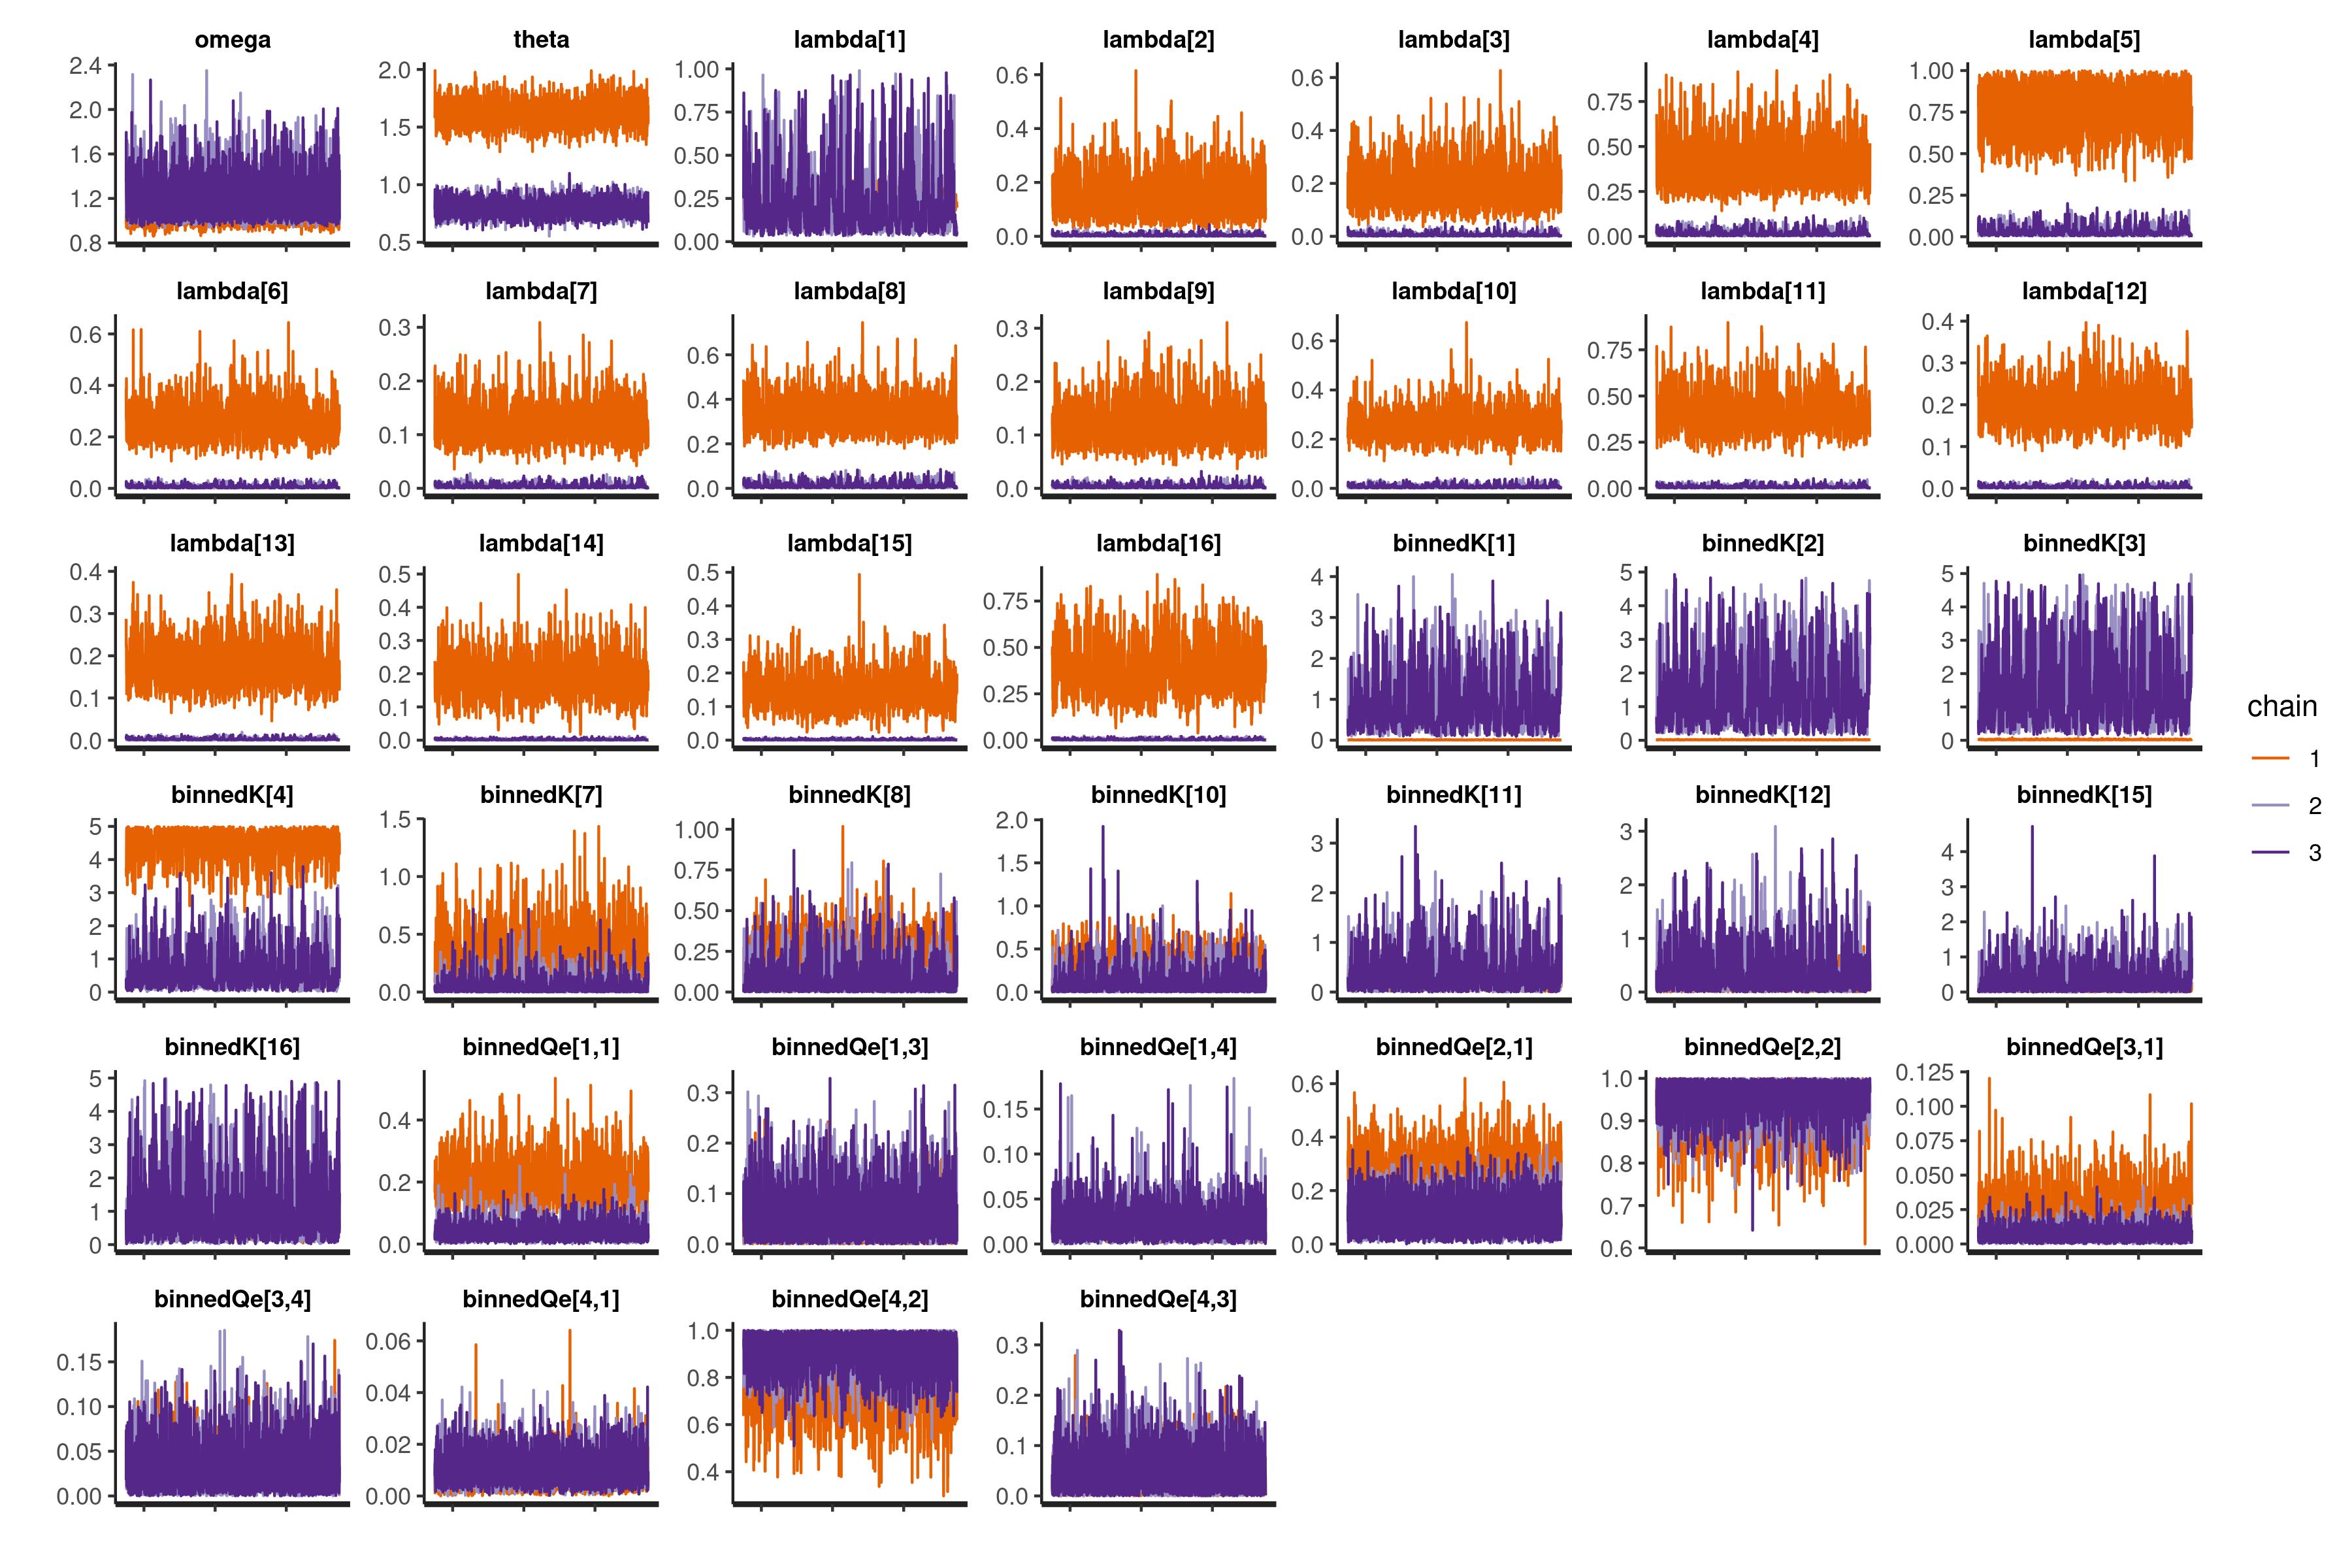 omega theta lambda[1] lambda[2] lambda[3] lambda[4] lambda[5]
2.4 2.0 1.6 1.2 0.8
2.0 1.5 1.0 0.5
1.00 0.75 0.50 0.25 0.00
0.6 0.4 0.2 0.0
0.6 0.4 0.2 0.0
0.75 0.50 0.25 0.00
1.00 0.75 0.50 0.25 0.00
lambda[6] lambda[7] lambda[8] lambda[9] lambda[10] lambda[11] lambda[12]
0.6 0.4 0.2 0.0
0.3 0.2 0.1 0.0
0.6 0.4 0.2 0.0
0.3 0.2 0.1 0.0
0.6 0.4 0.2 0.0
0.75 0.50 0.25 0.00
0.4 0.3 0.2 0.1 0.0
lambda[13] lambda[14] lambda[15] lambda[16] binnedK[1] binnedK[2] binnedK[3]
0.4 0.3 0.2 0.1 0.0
0.5 0.4 0.3 0.2 0.1 0.0
0.5 0.4 0.3 0.2 0.1 0.0
0.75 0.50 0.25 0.00
4 3 2 1 0
5 4 3 2 1 0
5 4 3 2 1 0
chain
1
2
3
binnedK[4] binnedK[7] binnedK[8] binnedK[10] binnedK[11] binnedK[12] binnedK[15]
5 4 3 2 1 0
1.5 1.0 0.5 0.0
1.00 0.75 0.50 0.25 0.00
2.0 1.5 1.0 0.5 0.0
3 2 1 0
3 2 1 0
4 3 2 1 0
binnedK[16] binnedQe[1,1] binnedQe[1,3] binnedQe[1,4] binnedQe[2,1] binnedQe[2,2] binnedQe[3,1]
5 4 3 2 1 0
0.4 0.2 0.0
0.3 0.2 0.1 0.0
0.15 0.10 0.05 0.00
0.6 0.4 0.2 0.0
1.0 0.9 0.8 0.7 0.6
0.125 0.100 0.075 0.050 0.025 0.000
binnedQe[3,4] binnedQe[4,1] binnedQe[4,2] binnedQe[4,3]
0.15 0.10 0.05 0.00
0.06 0.04 0.02 0.00
1.0 0.8 0.6 0.4
0.3 0.2 0.1 0.0